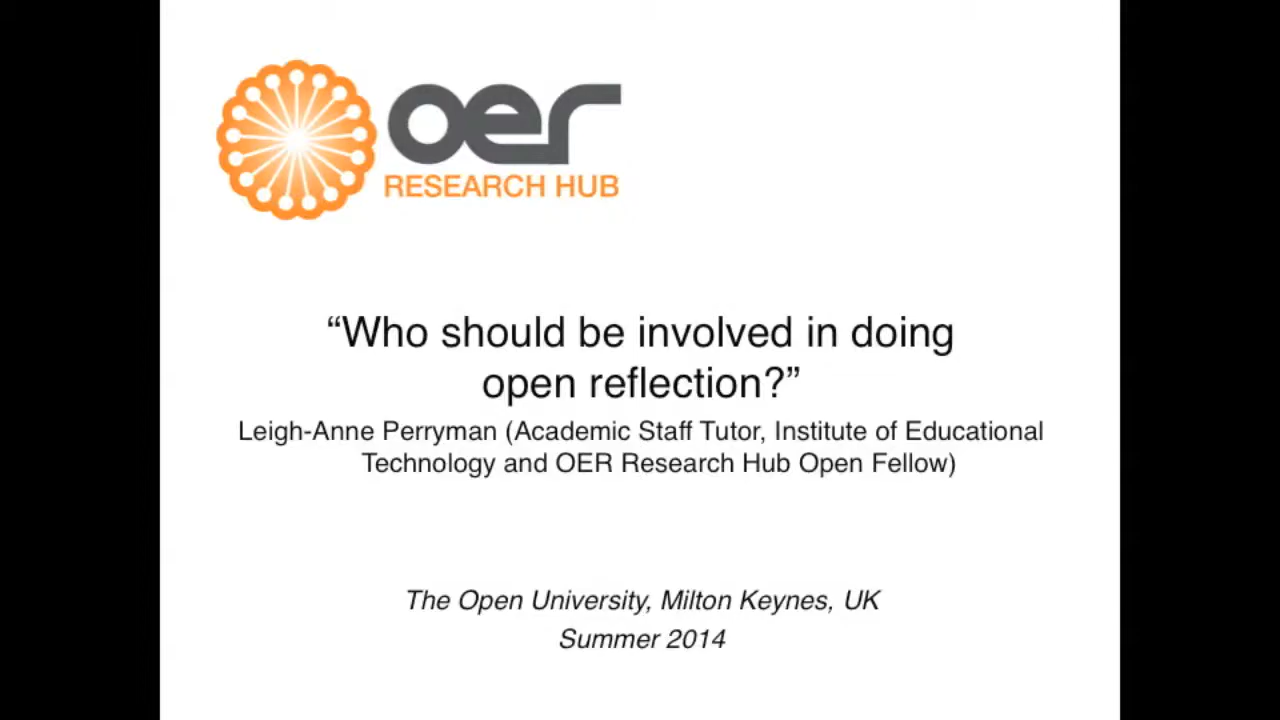 oer
RESEARCH HUB
“Who should be involved in doing
open reflection?”
Leigh-Anne Perryman (Academic Staff Tutor, Institute of Educational
Technology and OER Research Hub Open Fellow)
The Open University, Milton Keynes, UK
Summer 2014